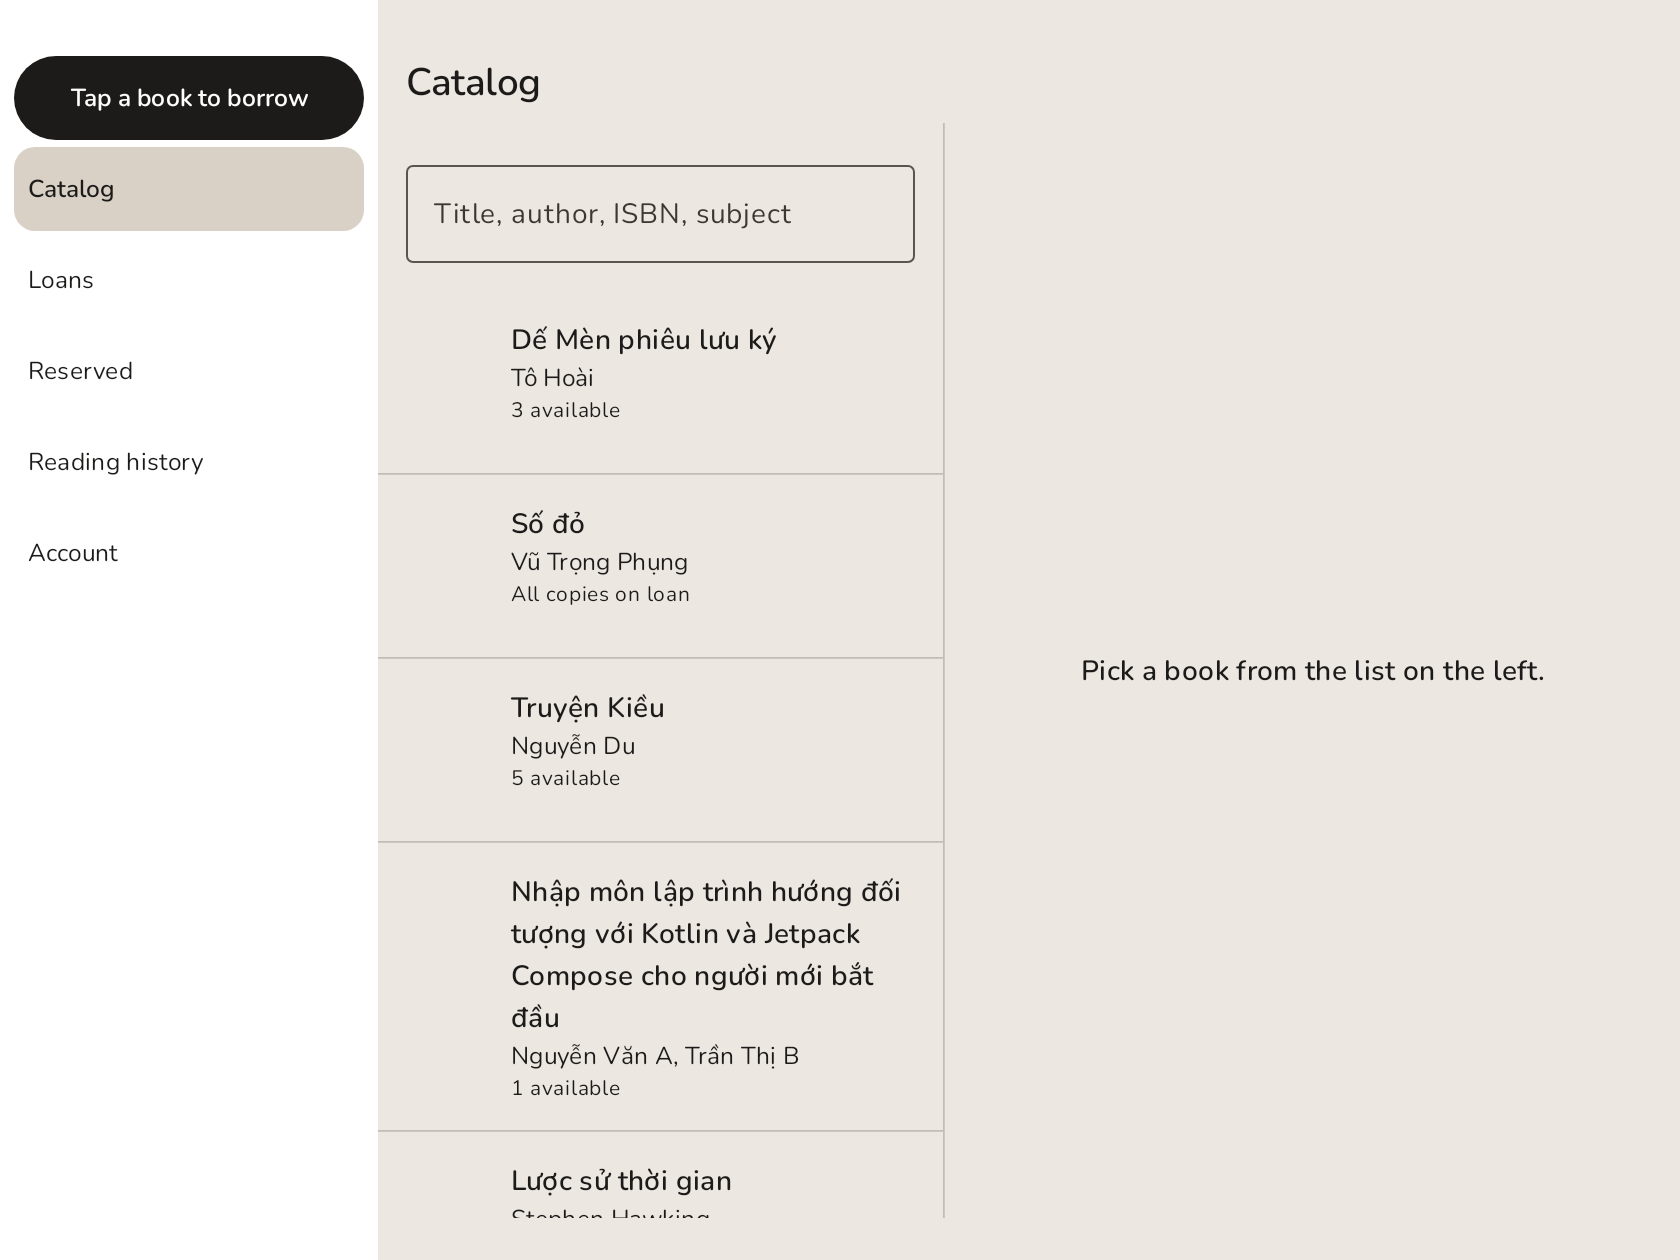 Tap a book to borrow
Catalog
Loans
Reserved
Reading history
Account
Catalog
Title, author, ISBN, subject
Dế Mèn phiêu lưu ký
Tô Hoài
3 available
Số đỏ
Vũ Trọng Phụng
All copies on loan
Truyện Kiều
Nguyễn Du
5 available
Nhập môn lập trình hướng đối
tượng với Kotlin và Jetpack
Compose cho người mới bắt
đầu
Nguyễn Văn A, Trần Thị B
1 available
Lược sử thời gian
Stephen Hawking
Pick a book from the list on the left.